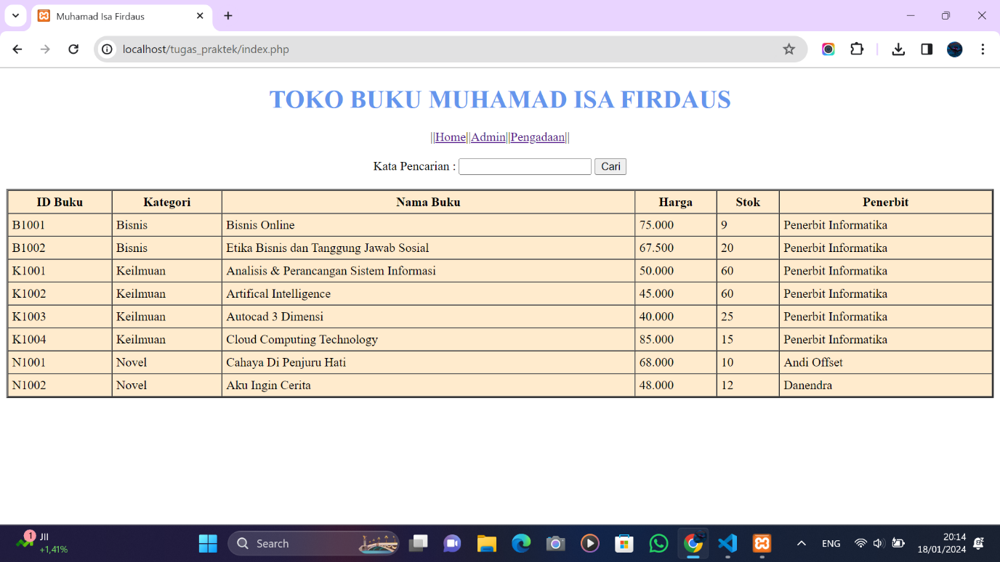 Muhamad Isa Firdaus
localhost/tugas_praktek/index.php
TOKO BUKU MUHAMAD ISA FIRDAUS
||Home||Admin||Pengadaan||
Kata Pencarian : Cari
ID Buku Kategori Nama Buku Harga Stok Penerbit
B1001 Bisnis Bisnis Online 75.000 9 Penerbit Informatika
B1002 Bisnis Etika Bisnis dan Tanggung Jawab Sosial 67.500 20 Penerbit Informatika
K1001 Keilmuan Analisis & Perancangan Sistem Informasi 50.000 60 Penerbit Informatika
K1002 Keilmuan Artifical Intelligence 45.000 60 Penerbit Informatika
K1003 Keilmuan Autocad 3 Dimensi 40.000 25 Penerbit Informatika
K1004 Keilmuan Cloud Computing Technology 85.000 15 Penerbit Informatika
N1001 Novel Cahaya Di Penjuru Hati 68.000 10 Andi Offset
N1002 Novel Aku Ingin Cerita 48.000 12 Danendra
1 JII
+1,41%
Search
ENG
20:14
18/01/2024